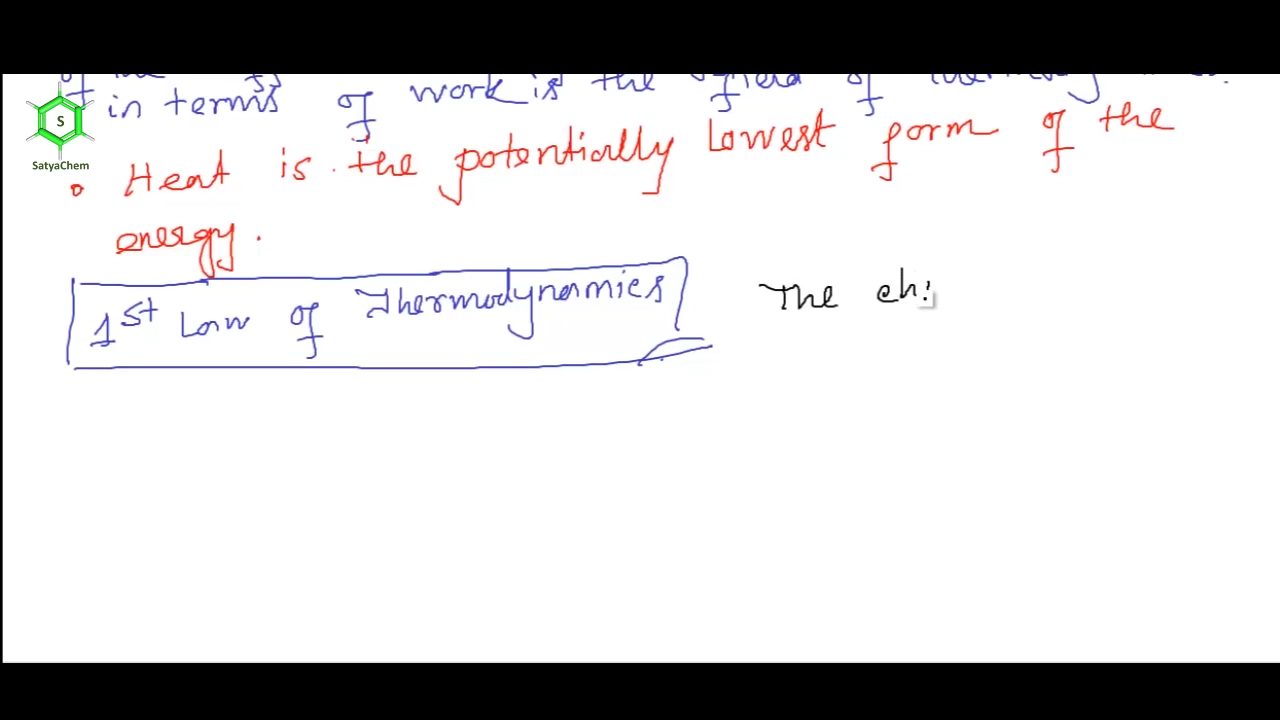 in terms of work is the field of
S
SatyaChem
• Heat is the potentially lowest form of the
energy.
1st Law of Thermodynamics
The ch